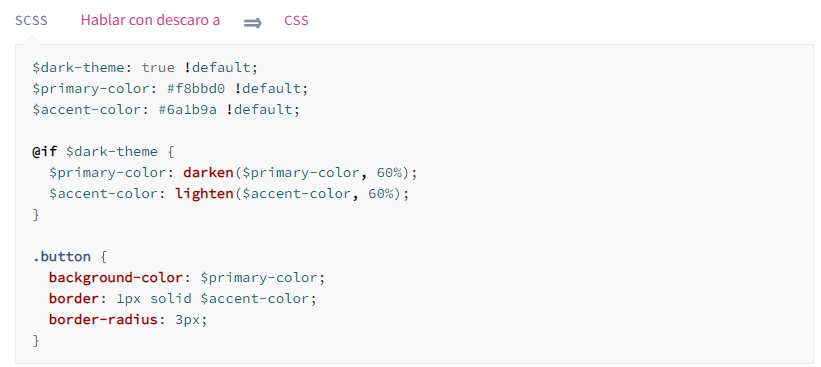 SCSS Hablar con descaro a ⇒ CSS
$dark-theme: true !default;
$primary-color: #f8bbd0 !default;
$accent-color: #6a1b9a !default;
@if $dark-theme {
  $primary-color: darken($primary-color, 60%);
  $accent-color: lighten($accent-color, 60%);
}
.button {
  background-color: $primary-color;
  border: 1px solid $accent-color;
  border-radius: 3px;
}